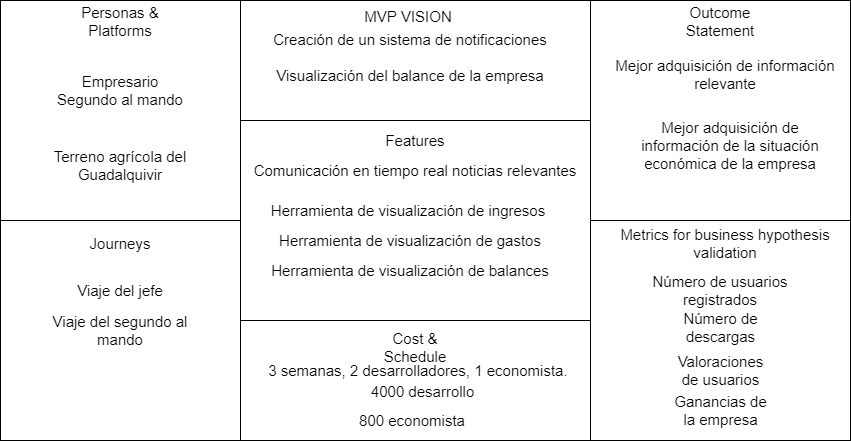 Personas &
Platforms
Empresario
Segundo al mando
Terreno agrícola del
Guadalquivir
Journeys
Viaje del jefe
Viaje del segundo al
mando
MVP VISION
Creación de un sistema de notificaciones
Visualización del balance de la empresa
Features
Comunicación en tiempo real noticias relevantes
Herramienta de visualización de ingresos
Herramienta de visualización de gastos
Herramienta de visualización de balances
Cost &
Schedule
3 semanas, 2 desarrolladores, 1 economista.
4000 desarrollo
800 economista
Outcome
Statement
Mejor adquisición de información
relevante
Mejor adquisición de
información de la situación
económica de la empresa
Metrics for business hypothesis
validation
Número de usuarios
registrados
Número de
descargas
Valoraciones
de usuarios
Ganancias de
la empresa